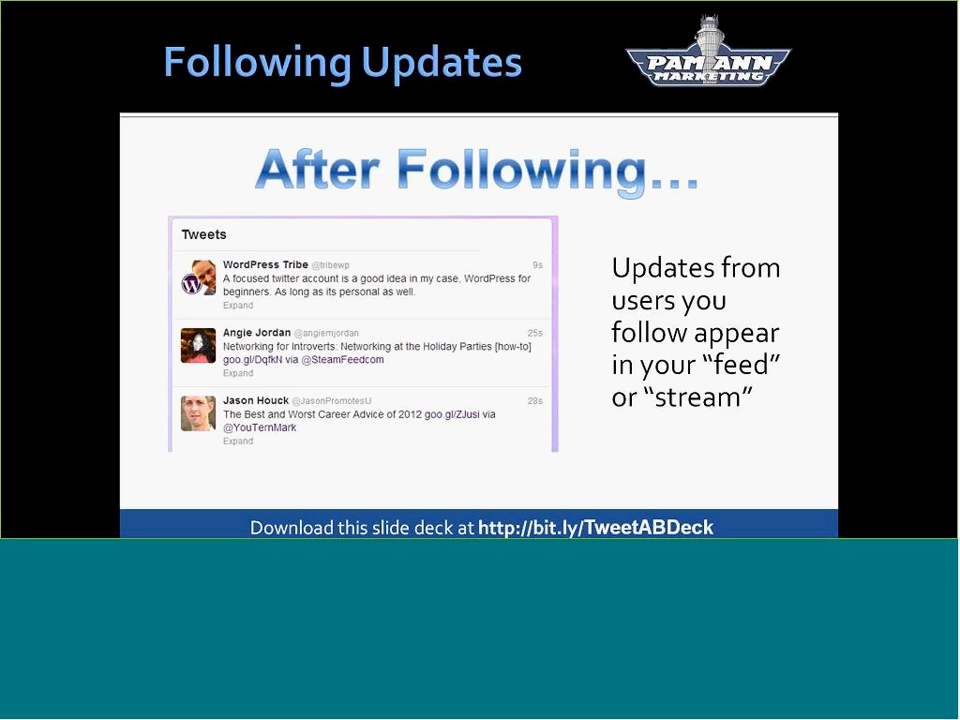 Following Updates
PAM ANN
MARKETING
After Following...
Tweets
WordPress Tribe @tribewp 9s
A focused twitter account is a good idea in my case, WordPress for
beginners. As long as its personal as well.
Expand
Angie Jordan @angiemjordan 25s
Networking for Introverts: Networking at the Holiday Parties [how-to]
goo.gl/DqfkN via @SteamFeedcom
Expand
Jason Houck @JasonPromotesU 28s
The Best and Worst Career Advice of 2012 goo.gl/ZJusi via
@YouTernMark
Expand
Updates from
users you
follow appear
in your “feed”
or “stream”
Download this slide deck at http://bit.ly/TweetABDeck